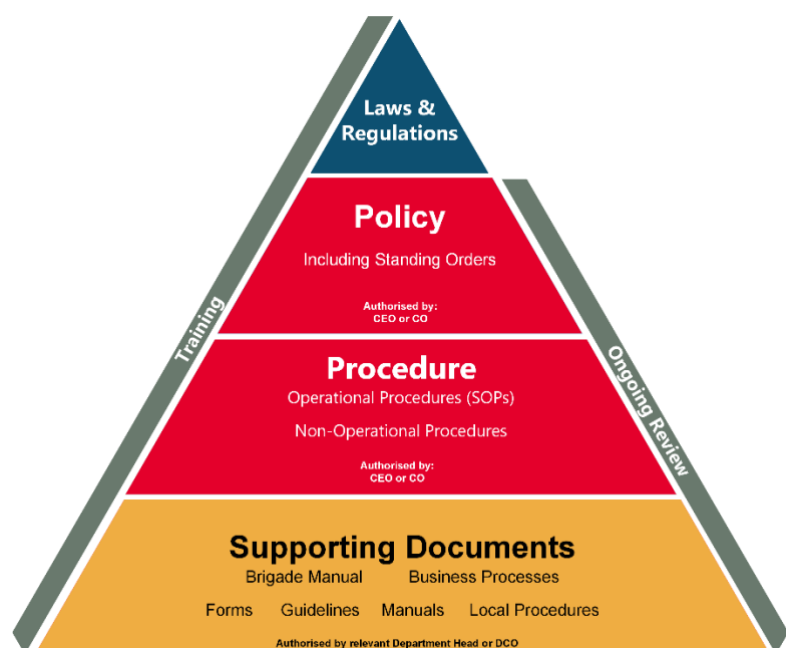 Laws &
Regulations
Policy
Including Standing Orders
Authorised by:
CEO or CO
Training
Procedure
Operational Procedures (SOPs)
Non-Operational Procedures
Authorised by:
CEO or CO
Ongoing Review
Supporting Documents
Brigade Manual Business Processes
Forms Guidelines Manuals Local Procedures
Authorised by relevant Department Head or DCO